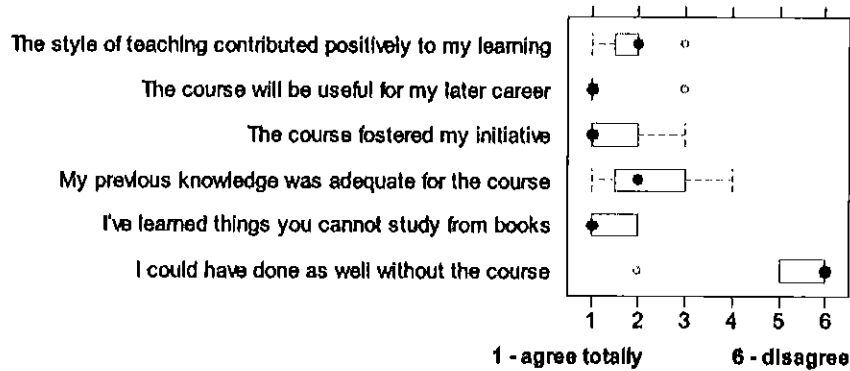 The style of teaching contributed positively to my learning
The course will be useful for my later career
The course fostered my initiative
My previous knowledge was adequate for the course
I've learned things you cannot study from books
I could have done as well without the course
1 2 3 4 5 6
1 - agree totally 6 - disagree